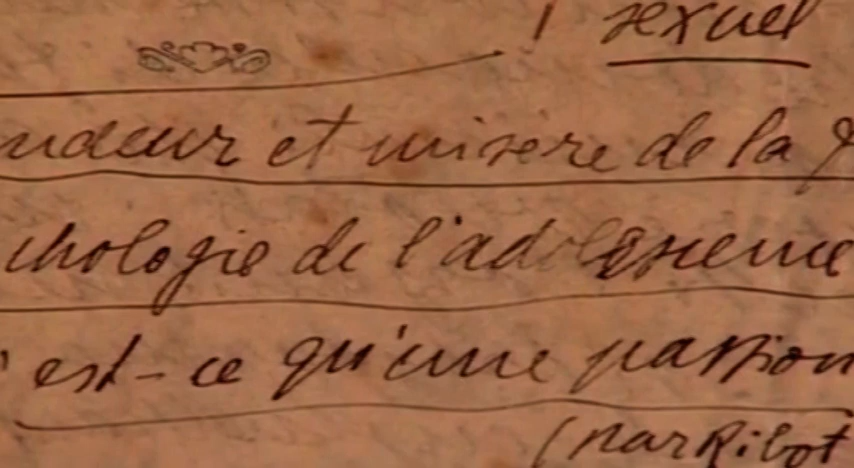 ! sexuel
ndeur et misère de la
chologie de l'adolescence
est-ce qu'une passion
(par Ribot